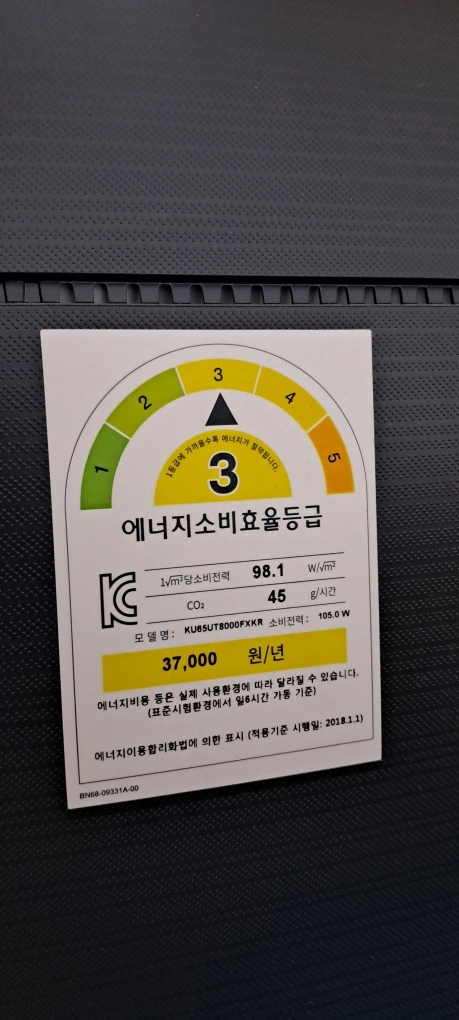 1
2
3
4
5
1등급에 가까울수록 에너지가 절약됩니다.
3
에너지소비효율등급
1√m²당소비전력 98.1 W/√m²
CO₂ 45 g/시간
모 델 명 : KU65UT8000FXKR 소비전력 : 105.0 W
37,000 원/년
에너지비용 등은 실제 사용환경에 따라 달라질 수 있습니다.
(표준시험환경에서 일6시간 가동 기준)
에너지이용합리화법에 의한 표시 (적용기준 시행일: 2018.1.1)
BN68-09331A-00